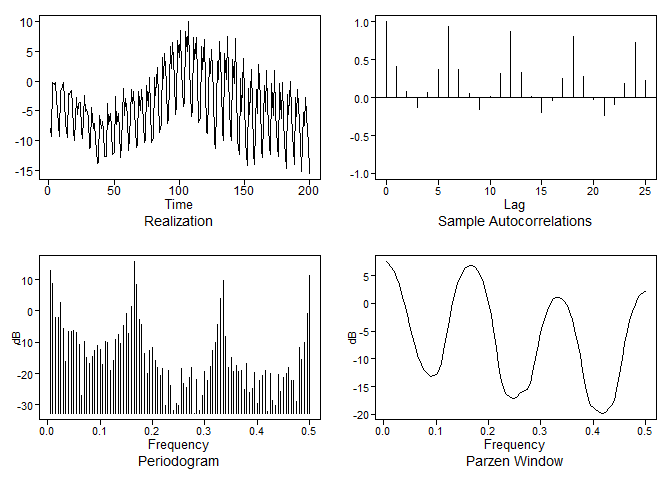 10
5
0
-5
-10
-15
0 50 100 150 200
Time
Realization
1.0
0.5
0.0
-0.5
-1.0
0 5 10 15 20 25
Lag
Sample Autocorrelations
10
0
-10
-20
-30
dB
0.0 0.1 0.2 0.3 0.4 0.5
Frequency
Periodogram
5
0
-5
-10
-15
-20
dB
0.0 0.1 0.2 0.3 0.4 0.5
Frequency
Parzen Window